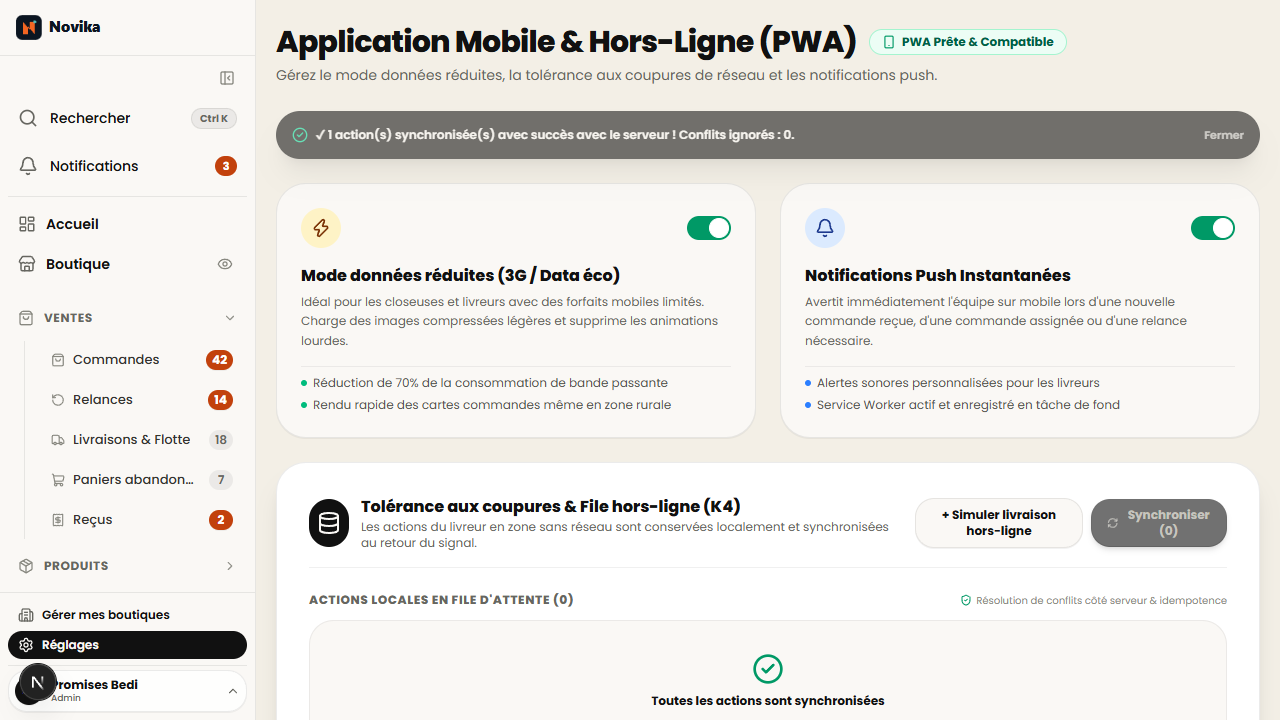 Novika
Rechercher
Ctrl K
Notifications
3
Accueil
Boutique
VENTES
Commandes
42
Relances
14
Livraisons & Flotte
18
Paniers abandon...
7
Reçus
2
PRODUITS
Gérer mes boutiques
Réglages
N
Promises Bedi
Admin
Application Mobile & Hors-Ligne (PWA)
PWA Prête & Compatible
Gérez le mode données réduites, la tolérance aux coupures de réseau et les notifications push.
✓ 1 action(s) synchronisée(s) avec succès avec le serveur ! Conflits ignorés : 0.
Fermer
Mode données réduites (3G / Data éco)
Idéal pour les closeuses et livreurs avec des forfaits mobiles limités.
Charge des images compressées légères et supprime les animations
lourdes.
Réduction de 70% de la consommation de bande passante
Rendu rapide des cartes commandes même en zone rurale
Notifications Push Instantanées
Avertit immédiatement l'équipe sur mobile lors d'une nouvelle
commande reçue, d'une commande assignée ou d'une relance
nécessaire.
Alertes sonores personnalisées pour les livreurs
Service Worker actif et enregistré en tâche de fond
Tolérance aux coupures & File hors-ligne (K4)
Les actions du livreur en zone sans réseau sont conservées localement et synchronisées
au retour du signal.
+ Simuler livraison
hors-ligne
Synchroniser
(0)
ACTIONS LOCALES EN FILE D'ATTENTE (0)
Résolution de conflits côté serveur & idempotence
Toutes les actions sont synchronisées